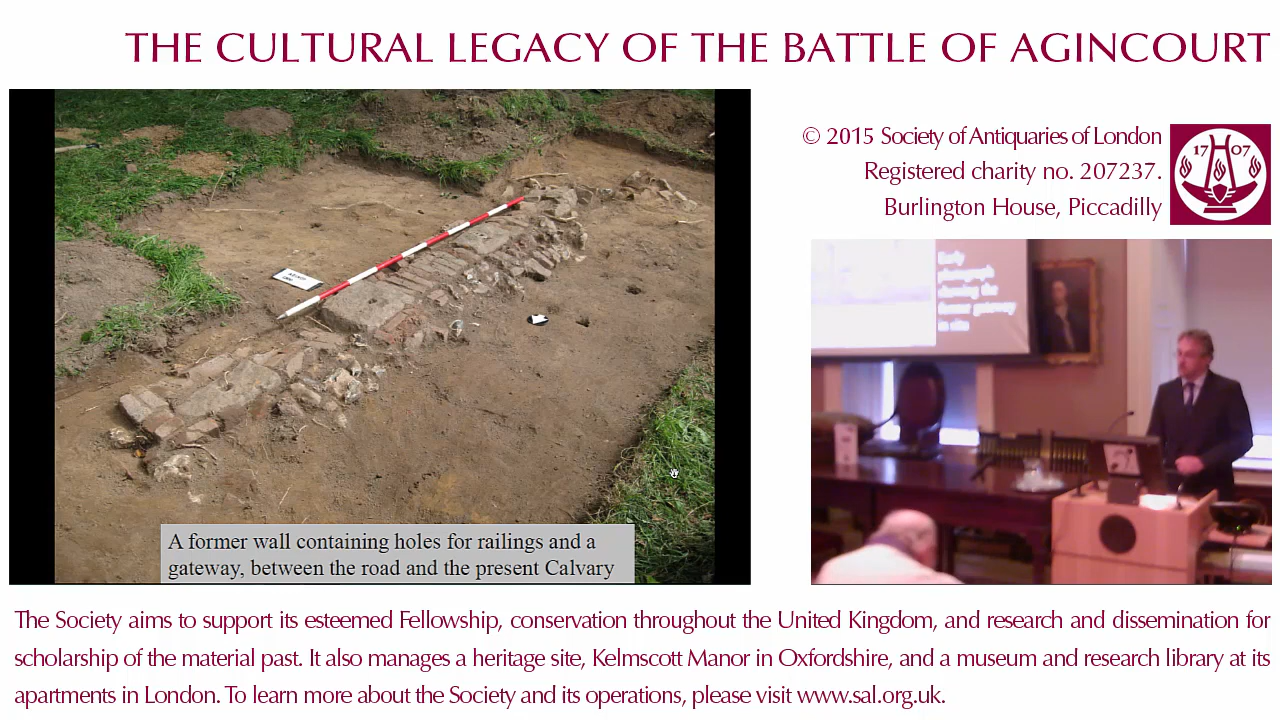 THE CULTURAL LEGACY OF THE BATTLE OF AGINCOURT
© 2015 Society of Antiquaries of London
Registered charity no. 207237.
Burlington House, Piccadilly
17 07
Early
photograph
showing the
former gateway
in situ
A former wall containing holes for railings and a
gateway, between the road and the present Calvary
The Society aims to support its esteemed Fellowship, conservation throughout the United Kingdom, and research and dissemination for
scholarship of the material past. It also manages a heritage site, Kelmscott Manor in Oxfordshire, and a museum and research library at its
apartments in London. To learn more about the Society and its operations, please visit www.sal.org.uk.